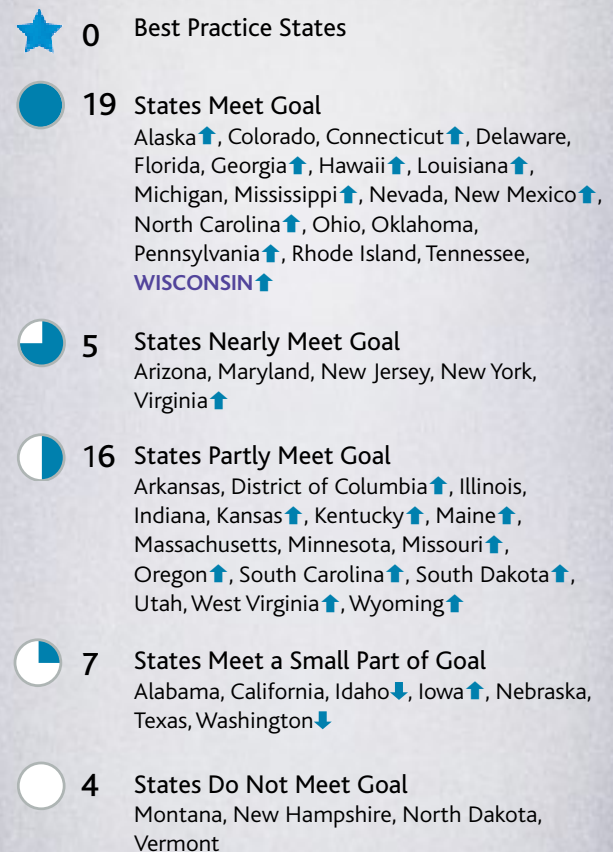 0 Best Practice States
19 States Meet Goal
Alaska⬆, Colorado, Connecticut⬆, Delaware,
Florida, Georgia⬆, Hawaii⬆, Louisiana⬆,
Michigan, Mississippi⬆, Nevada, New Mexico⬆,
North Carolina⬆, Ohio, Oklahoma,
Pennsylvania⬆, Rhode Island, Tennessee,
WISCONSIN⬆
5 States Nearly Meet Goal
Arizona, Maryland, New Jersey, New York,
Virginia⬆
16 States Partly Meet Goal
Arkansas, District of Columbia⬆, Illinois,
Indiana, Kansas⬆, Kentucky⬆, Maine⬆,
Massachusetts, Minnesota, Missouri⬆,
Oregon⬆, South Carolina⬆, South Dakota⬆,
Utah, West Virginia⬆, Wyoming⬆
7 States Meet a Small Part of Goal
Alabama, California, Idaho⬇, Iowa⬆, Nebraska,
Texas, Washington⬇
4 States Do Not Meet Goal
Montana, New Hampshire, North Dakota,
Vermont